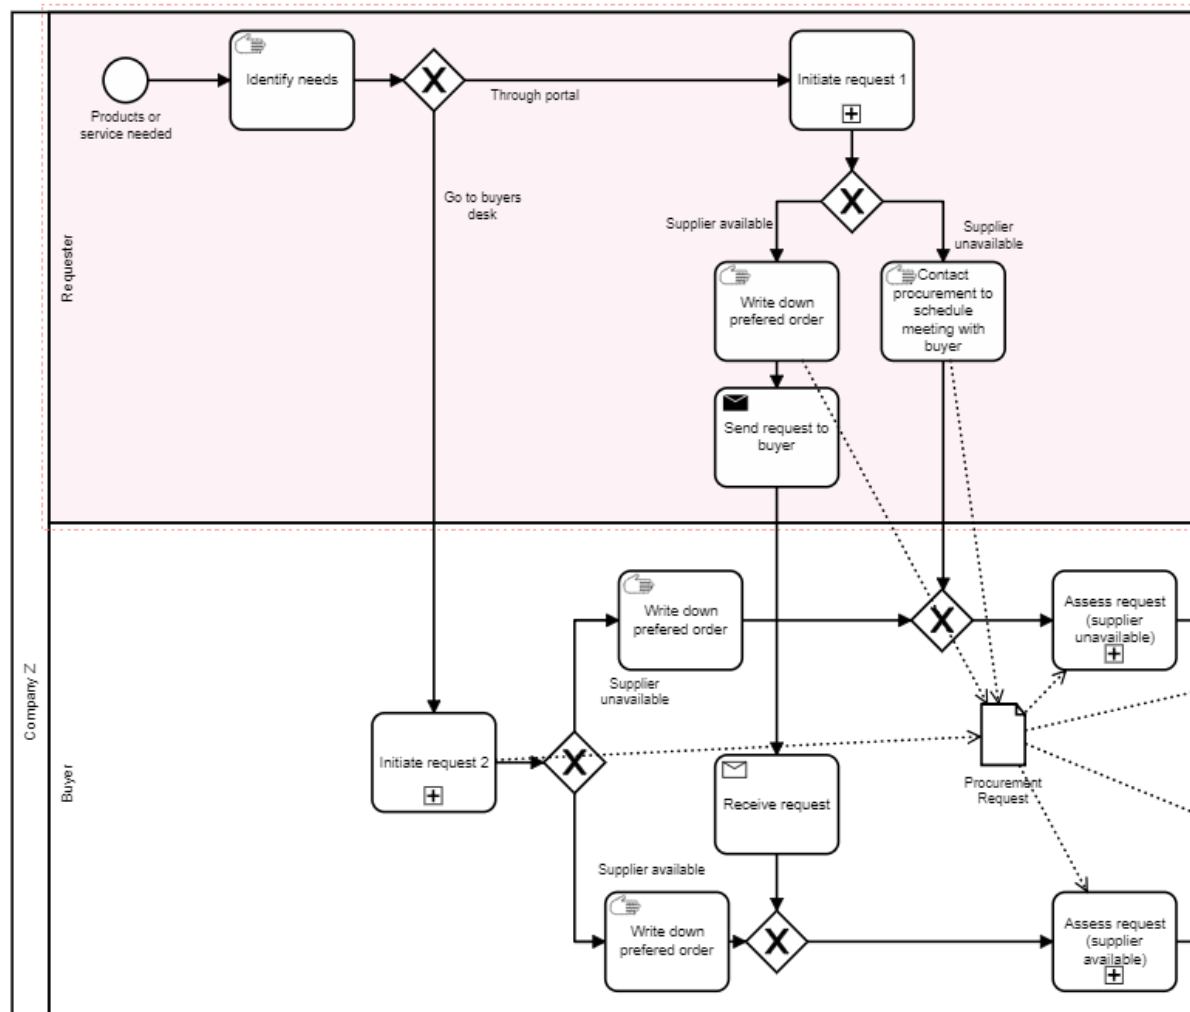 Company Z
Requester
Products or
service needed
Identify needs
Through portal
Initiate request 1
Go to buyers
desk
Supplier available
Supplier
unavailable
Write down
prefered order
Contact
procurement to
schedule
meeting with
buyer
Send request to
buyer
Buyer
Write down
prefered order
Assess request
(supplier
unavailable)
Supplier
unavailable
Initiate request 2
Procurement
Request
Receive request
Supplier available
Write down
prefered order
Assess request
(supplier
available)